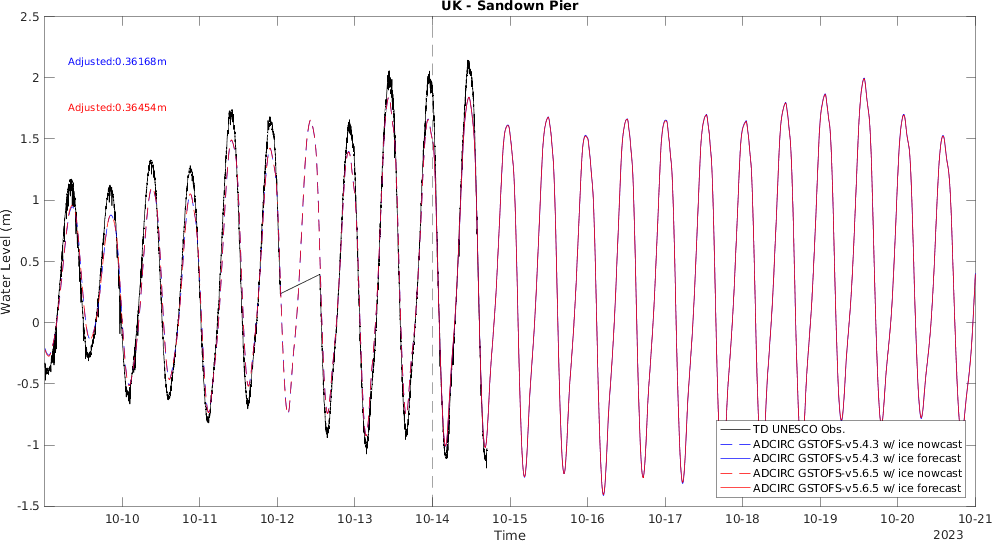 UK - Sandown Pier
2.5
2
1.5
1
0.5
0
-0.5
-1
-1.5
Water Level (m)
Adjusted:0.36168m
Adjusted:0.36454m
TD UNESCO Obs.
ADCIRC GSTOFS-v5.4.3 w/ ice nowcast
ADCIRC GSTOFS-v5.4.3 w/ ice forecast
ADCIRC GSTOFS-v5.6.5 w/ ice nowcast
ADCIRC GSTOFS-v5.6.5 w/ ice forecast
10-10 10-11 10-12 10-13 10-14 10-15 10-16 10-17 10-18 10-19 10-20 10-21
Time
2023